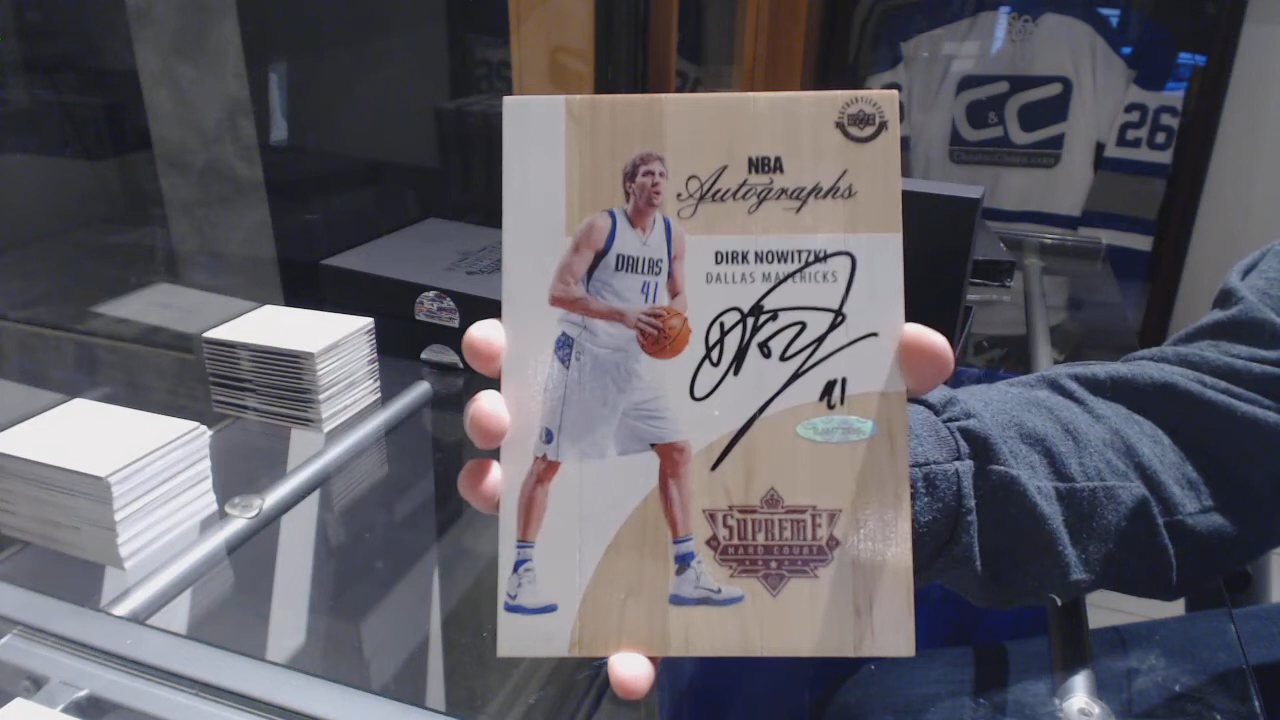 C&C
26
NBA
Autographs
DIRK NOWITZKI
DALLAS MAVERICKS
DALLAS
41
41
SUPREME
HARD COURT